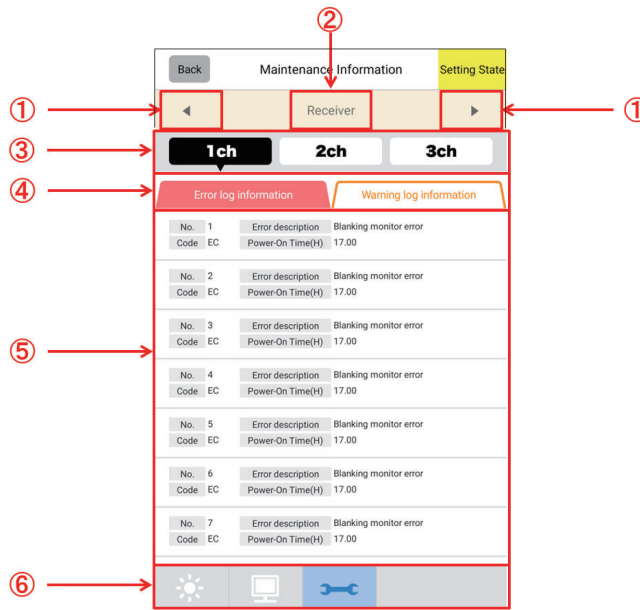 ②
Back Maintenance Information Setting State
① ◀ Receiver ▶ ①
③ 1ch 2ch 3ch
④ Error log information Warning log information
No. 1 Error description Blanking monitor error
Code EC Power-On Time(H) 17.00
No. 2 Error description Blanking monitor error
Code EC Power-On Time(H) 17.00
⑤
No. 3 Error description Blanking monitor error
Code EC Power-On Time(H) 17.00
No. 4 Error description Blanking monitor error
Code EC Power-On Time(H) 17.00
No. 5 Error description Blanking monitor error
Code EC Power-On Time(H) 17.00
No. 6 Error description Blanking monitor error
Code EC Power-On Time(H) 17.00
No. 7 Error description Blanking monitor error
Code EC Power-On Time(H) 17.00
⑥